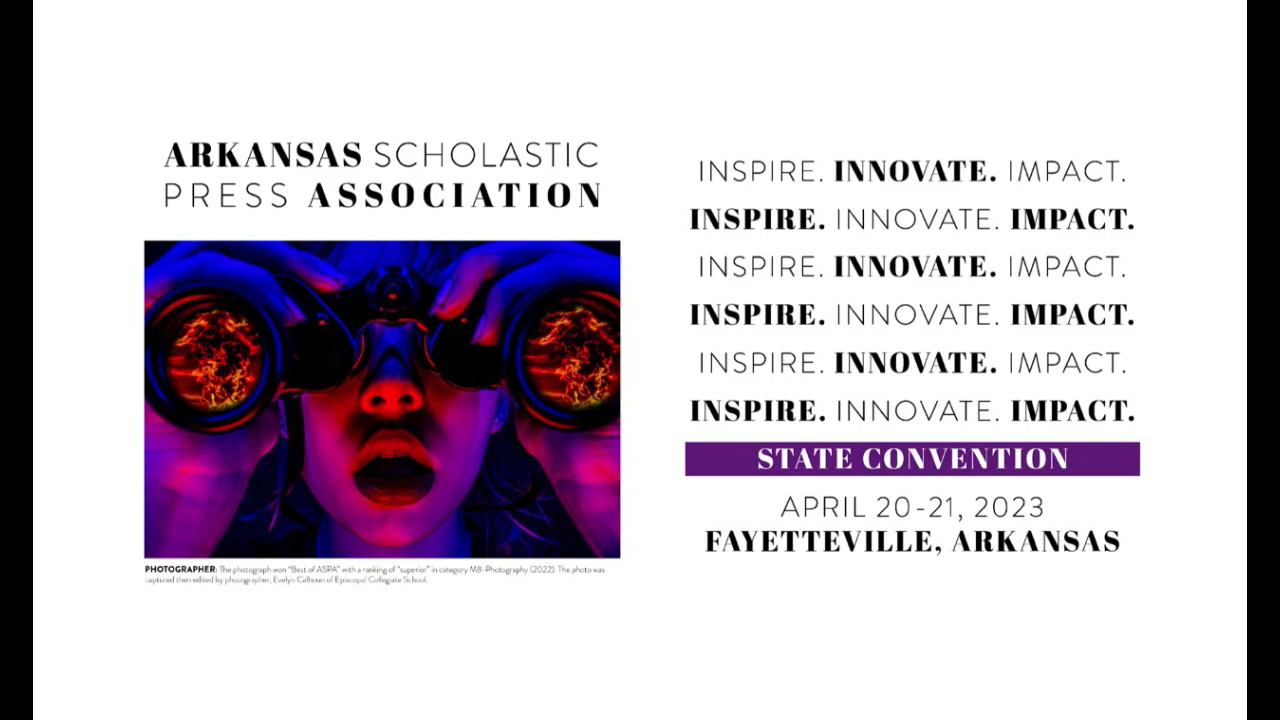 ARKANSAS SCHOLASTIC
PRESS ASSOCIATION
PHOTOGRAPHER: The photograph won "Best of ASPA" with a ranking of "superior" in category M8-Photography (2022). The photo was
captured then edited by photographer, Evelyn Calhoun of Episcopal Collegiate School.
INSPIRE. INNOVATE. IMPACT.
INSPIRE. INNOVATE. IMPACT.
INSPIRE. INNOVATE. IMPACT.
INSPIRE. INNOVATE. IMPACT.
INSPIRE. INNOVATE. IMPACT.
INSPIRE. INNOVATE. IMPACT.
STATE CONVENTION
APRIL 20-21, 2023
FAYETTEVILLE, ARKANSAS